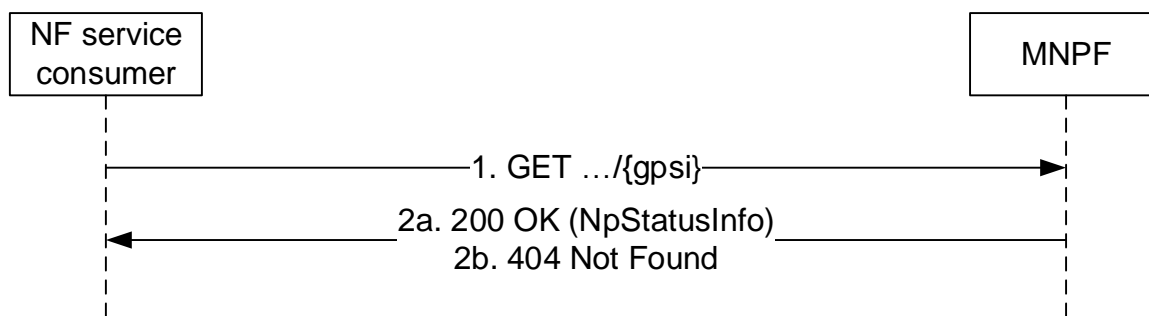 NF service
consumer
MNPF
1. GET …/{gpsi}
2a. 200 OK (NpStatusInfo)
2b. 404 Not Found